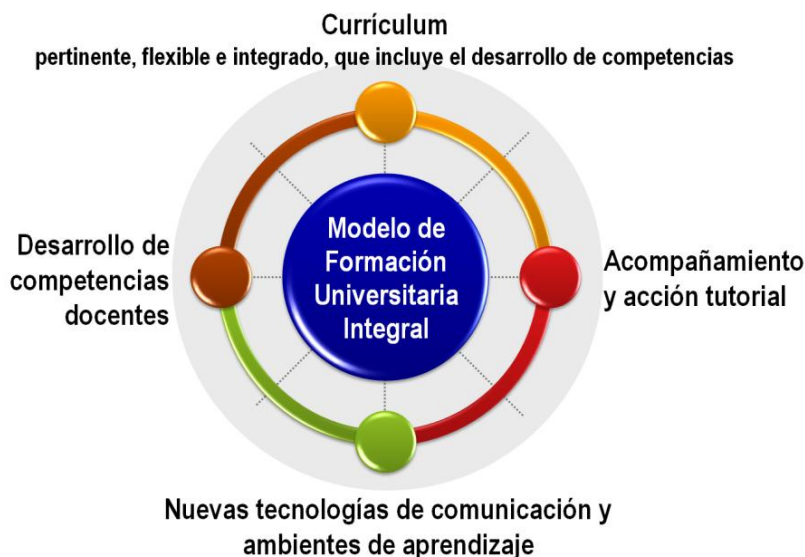 Currículum
pertinente, flexible e integrado, que incluye el desarrollo de competencias
Desarrollo de
competencias
docentes
Modelo de
Formación
Universitaria
Integral
Acompañamiento
y acción tutorial
Nuevas tecnologías de comunicación y
ambientes de aprendizaje